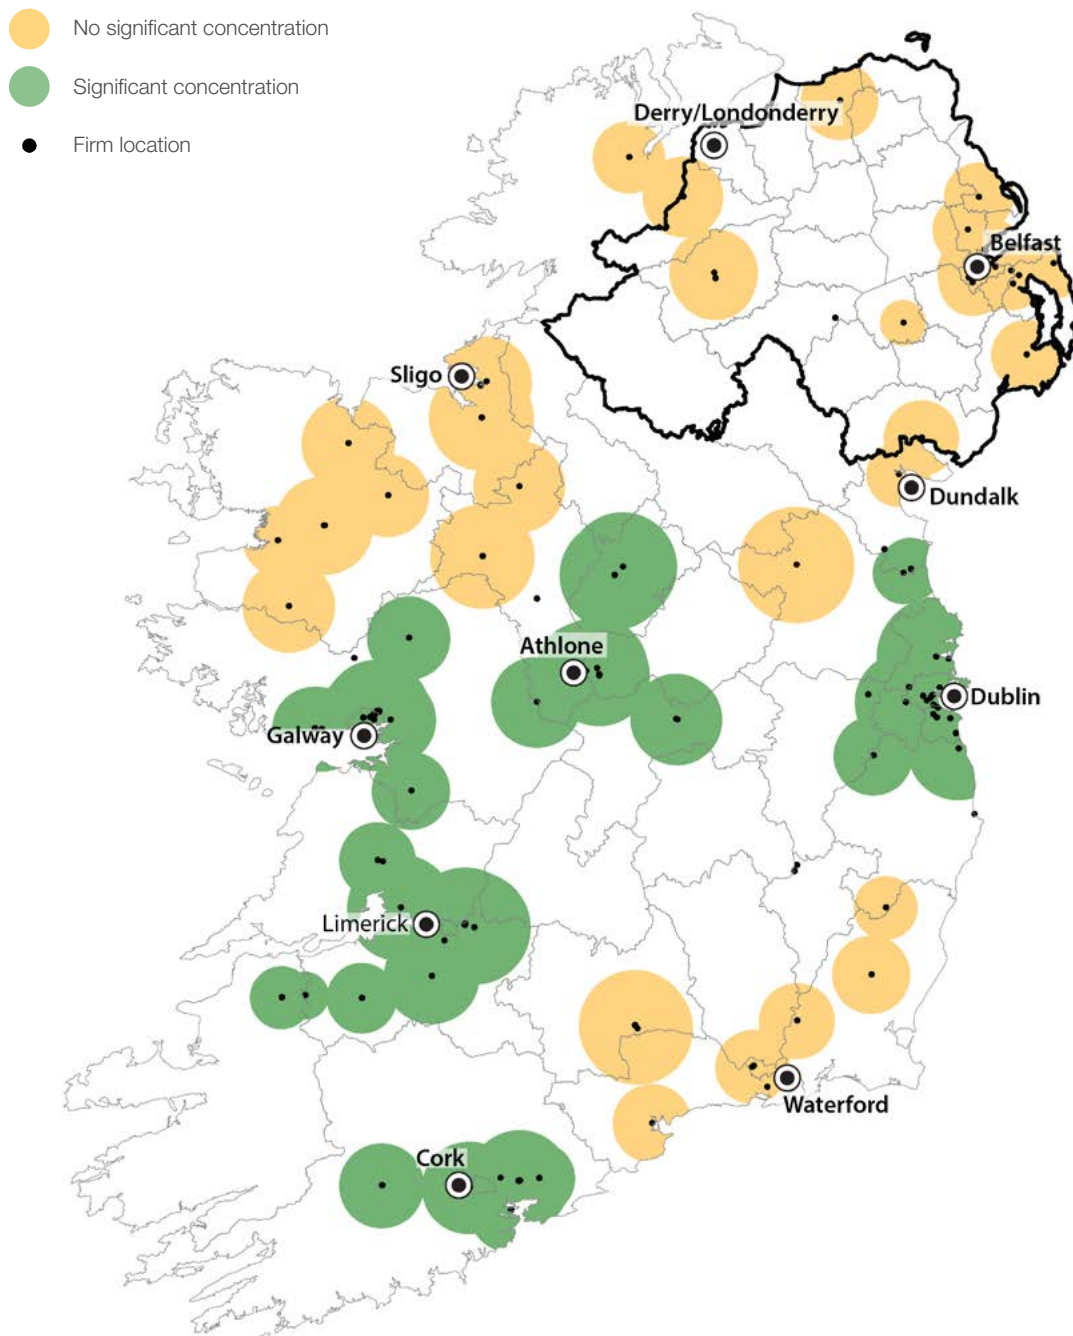 No significant concentration
Significant concentration
Firm location
Derry/Londonderry
Belfast
Sligo
Dundalk
Athlone
Dublin
Galway
Limerick
Waterford
Cork